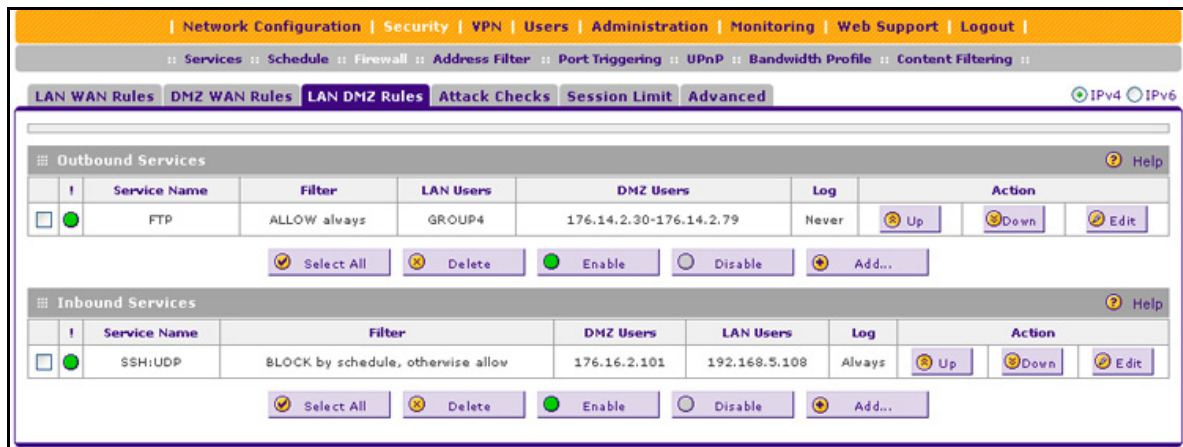 | Network Configuration | Security | VPN | Users | Administration | Monitoring | Web Support | Logout |
:: Services :: Schedule :: Firewall :: Address Filter :: Port Triggering :: UPnP :: Bandwidth Profile :: Content Filtering ::
LAN WAN Rules DMZ WAN Rules LAN DMZ Rules Attack Checks Session Limit Advanced IPv4 IPv6
Outbound Services ? Help
! Service Name Filter LAN Users DMZ Users Log Action
FTP ALLOW always GROUP4 176.14.2.30-176.14.2.79 Never Up Down Edit
Select All Delete Enable Disable Add...
Inbound Services ? Help
! Service Name Filter DMZ Users LAN Users Log Action
SSH:UDP BLOCK by schedule, otherwise allow 176.16.2.101 192.168.5.108 Always Up Down Edit
Select All Delete Enable Disable Add...